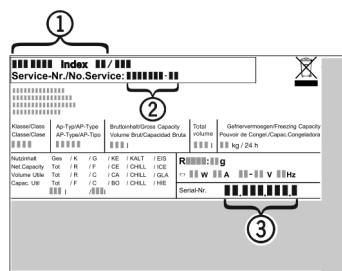 1
Index /
Service-Nr./No.Service: -
2
Klasse/Class Ap-Typ/AP-Type Bruttoinhalt/Gross Capacity Total Gefriervermoegen/Freezing Capacity
Classe/Clase AP-Type/AP-Tipo Volume Brut/Capacidad Bruta volume Pouvoir de Congel./Capac.Congeladora
l l kg / 24 h
Nutzinhalt Ges / K / G / KE / KALT / EIS
Net.Capacity Tot / R / F / CE / CHILL / ICE
Volume Utile Tot / R / C / CA / CHILL / GLA
Capac. Util Tot / F / C / BO / CHILL / HIE
l / l
R : g
W A - V Hz
Serial-Nr. . . .
3